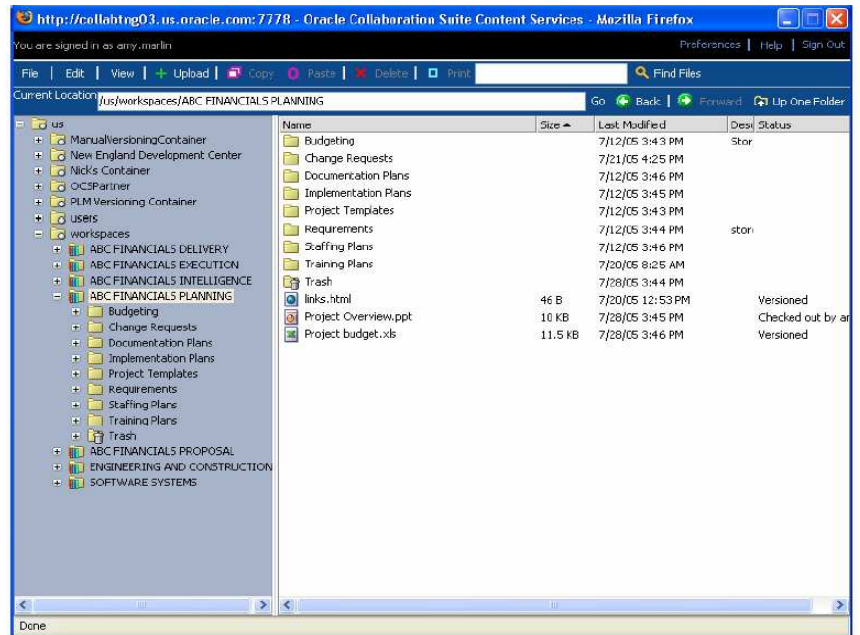 http://collabtng03.us.oracle.com:7778 - Oracle Collaboration Suite Content Services - Mozilla Firefox
You are signed in as amy.marlin Preferences | Help | Sign Out
File | Edit | View | + Upload | Copy Paste | Delete | Print Find Files
Current Location /us/workspaces/ABC FINANCIALS PLANNING Go Back | Forward Up One Folder
us
ManualVersioningContainer
New England Development Center
Nick's Container
OCSPartner
PLM Versioning Container
users
workspaces
ABC FINANCIALS DELIVERY
ABC FINANCIALS EXECUTION
ABC FINANCIALS INTELLIGENCE
ABC FINANCIALS PLANNING
Budgeting
Change Requests
Documentation Plans
Implementation Plans
Project Templates
Requirements
Staffing Plans
Training Plans
Trash
ABC FINANCIALS PROPOSAL
ENGINEERING AND CONSTRUCTION
SOFTWARE SYSTEMS
Name Size Last Modified Des Status
Budgeting 7/12/05 3:43 PM Stor
Change Requests 7/21/05 4:25 PM
Documentation Plans 7/12/05 3:46 PM
Implementation Plans 7/12/05 3:45 PM
Project Templates 7/12/05 3:43 PM
Requirements 7/12/05 3:44 PM stor
Staffing Plans 7/12/05 3:46 PM
Training Plans 7/20/05 8:25 AM
Trash 7/28/05 3:44 PM
links.html 46 B 7/20/05 12:53 PM Versioned
Project Overview.ppt 10 KB 7/28/05 3:45 PM Checked out by ar
Project budget.xls 11.5 KB 7/28/05 3:46 PM Versioned
Done